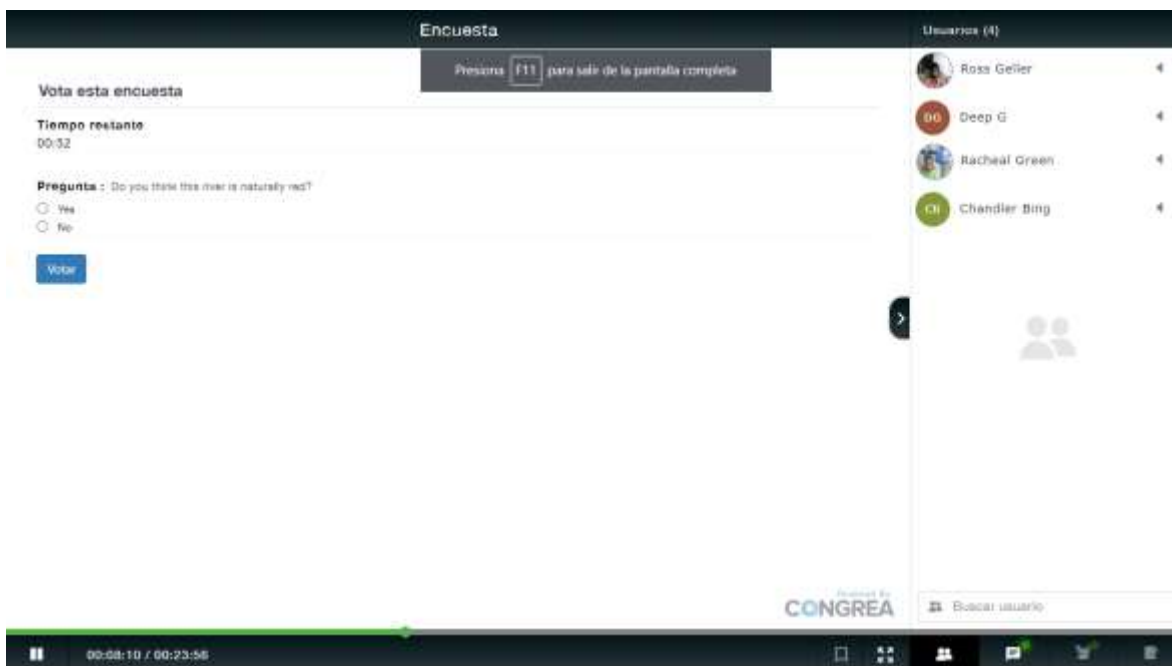 Encuesta
Usuarios (4)
Presiona F11 para salir de la pantalla completa
Ross Geller
Vota esta encuesta
DG Deep G
Tiempo restante
00:52
Racheal Green
Pregunta : Do you think this river is naturally red?
Yes
CB Chandler Bing
No
Votar
Powered By
CONGREA
Buscar usuario
00:08:10 / 00:23:56